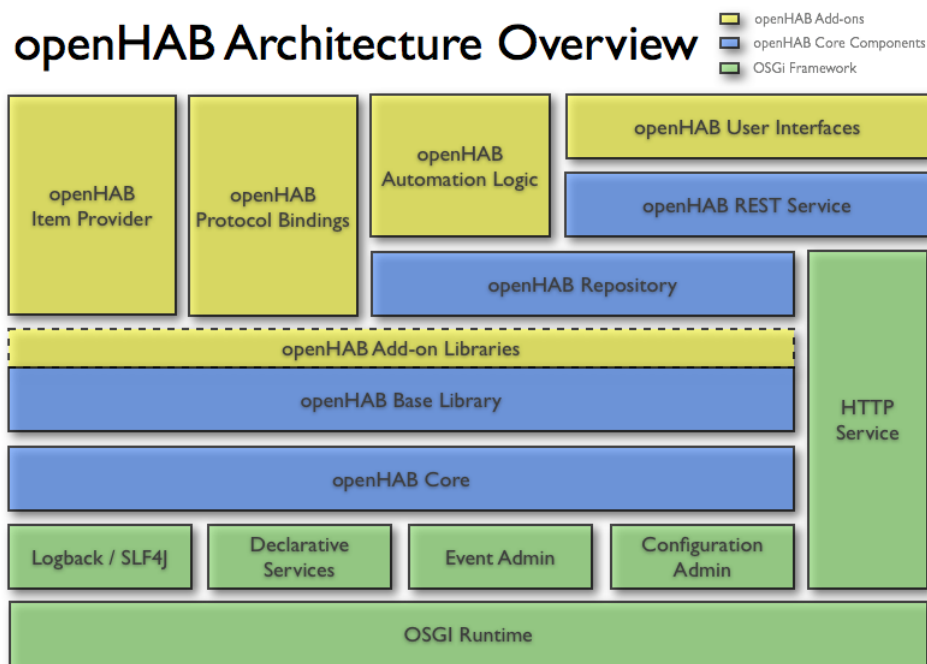 openHAB Architecture Overview
openHAB Add-ons
openHAB Core Components
OSGi Framework
openHAB
Item Provider
openHAB
Protocol Bindings
openHAB
Automation Logic
openHAB User Interfaces
openHAB REST Service
openHAB Repository
openHAB Add-on Libraries
openHAB Base Library
HTTP
Service
openHAB Core
Logback / SLF4J
Declarative
Services
Event Admin
Configuration
Admin
OSGI Runtime